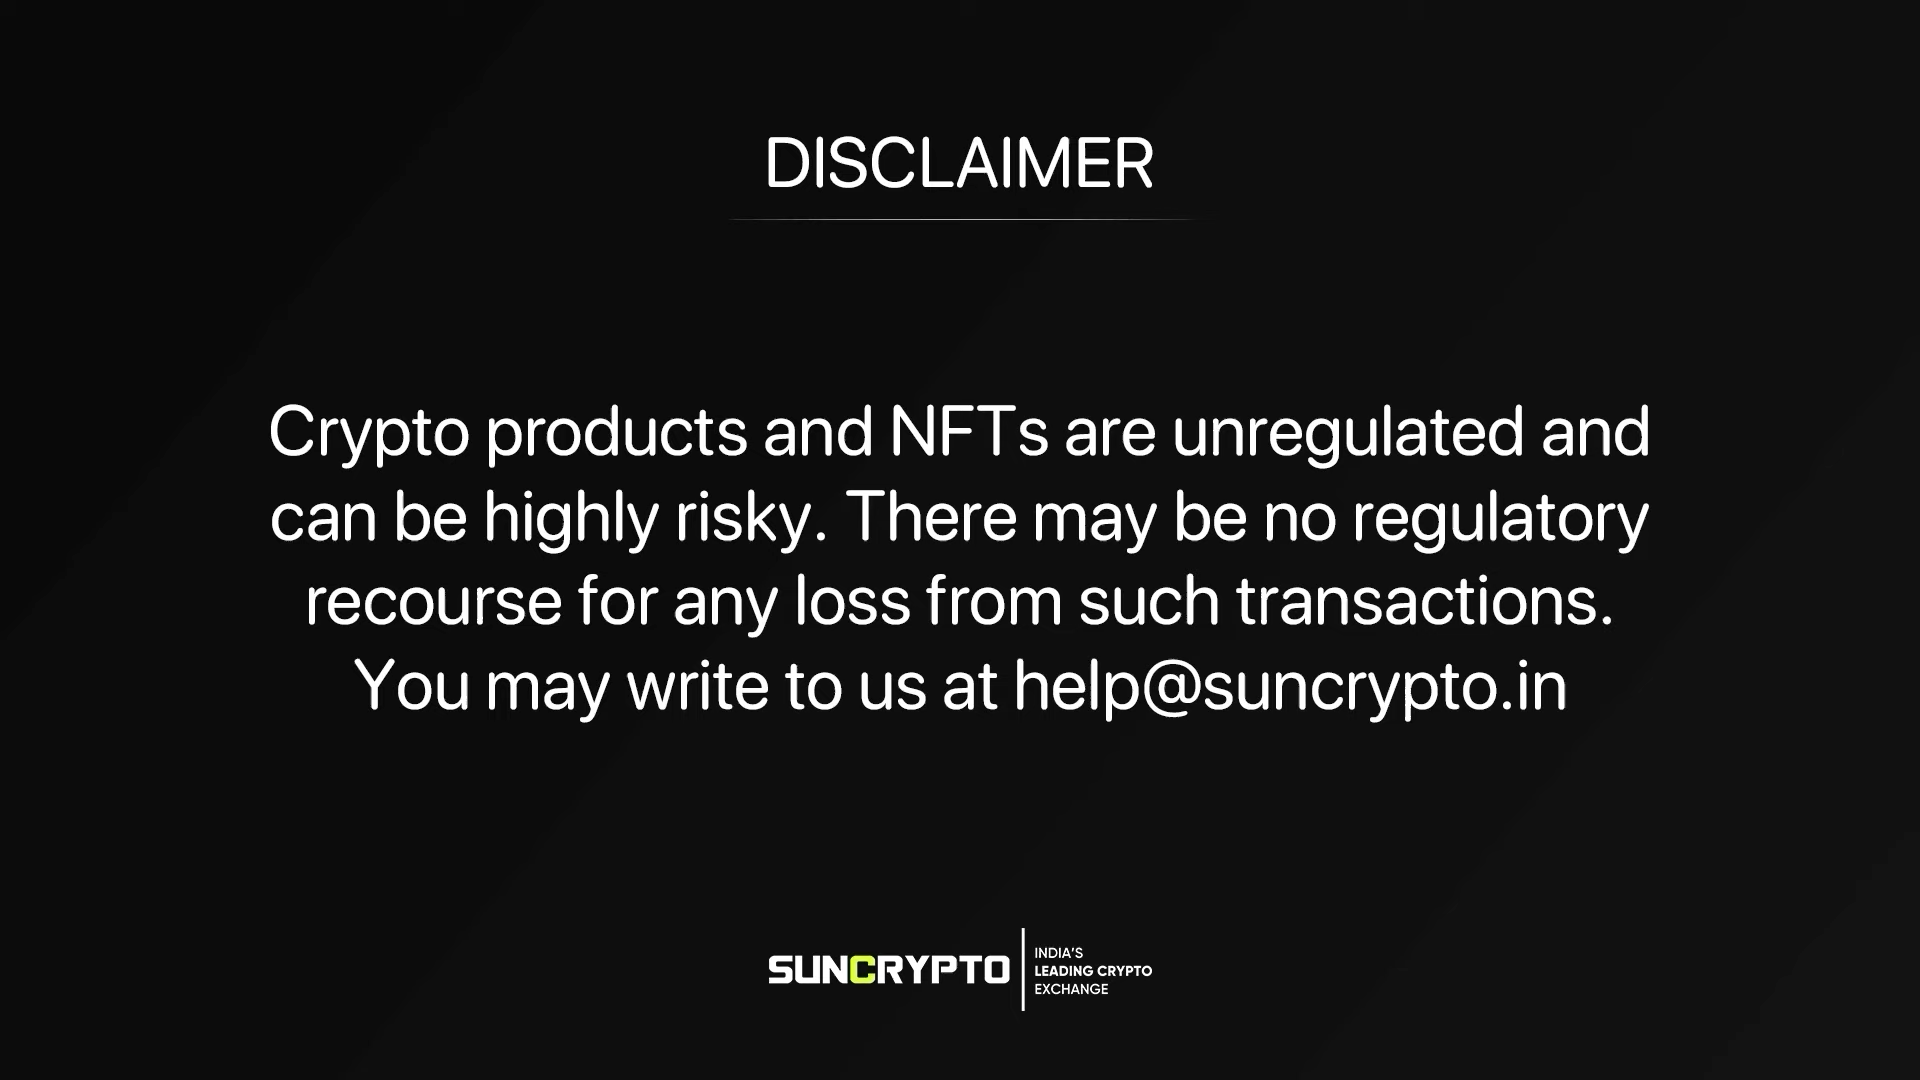 DISCLAIMER
Crypto products and NFTs are unregulated and
can be highly risky. There may be no regulatory
recourse for any loss from such transactions.
You may write to us at help@suncrypto.in
SUNCRYPTO
INDIA'S
LEADING CRYPTO
EXCHANGE